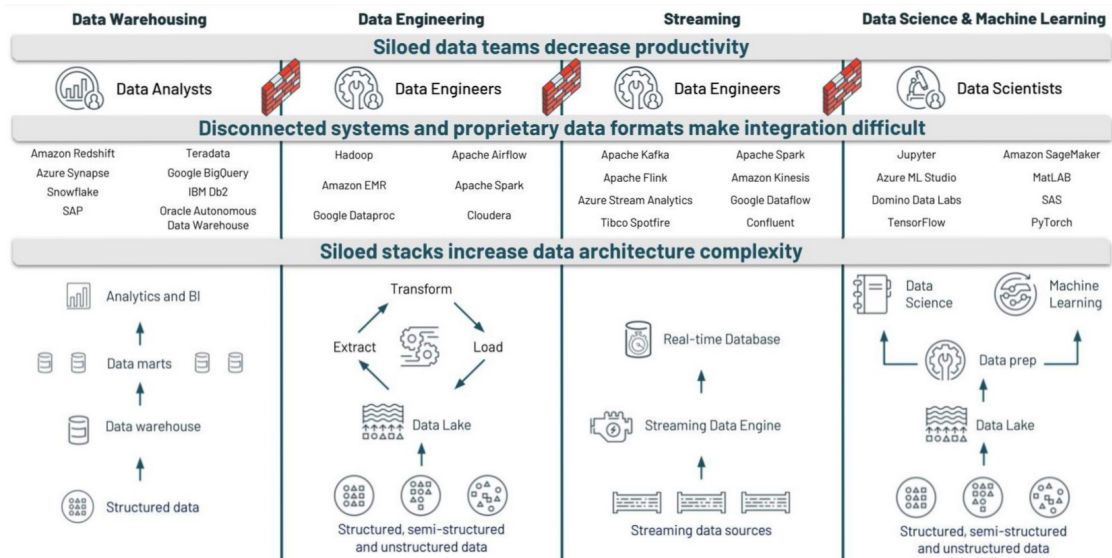 Data Warehousing
Data Engineering
Streaming
Data Science & Machine Learning
Siloed data teams decrease productivity
Data Analysts
Data Engineers
Data Engineers
Data Scientists
Disconnected systems and proprietary data formats make integration difficult
Amazon Redshift
Teradata
Azure Synapse
Google BigQuery
Snowflake
IBM Db2
SAP
Oracle Autonomous
Data Warehouse
Hadoop
Apache Airflow
Amazon EMR
Apache Spark
Google Dataproc
Cloudera
Apache Kafka
Apache Spark
Apache Flink
Amazon Kinesis
Azure Stream Analytics
Google Dataflow
Tibco Spotfire
Confluent
Jupyter
Amazon SageMaker
Azure ML Studio
MatLAB
Domino Data Labs
SAS
TensorFlow
PyTorch
Siloed stacks increase data architecture complexity
Analytics and BI
Data marts
Data warehouse
Structured data
Transform
Extract
Load
Data Lake
Structured, semi-structured
and unstructured data
Real-time Database
Streaming Data Engine
Streaming data sources
Data
Science
Machine
Learning
Data prep
Data Lake
Structured, semi-structured
and unstructured data